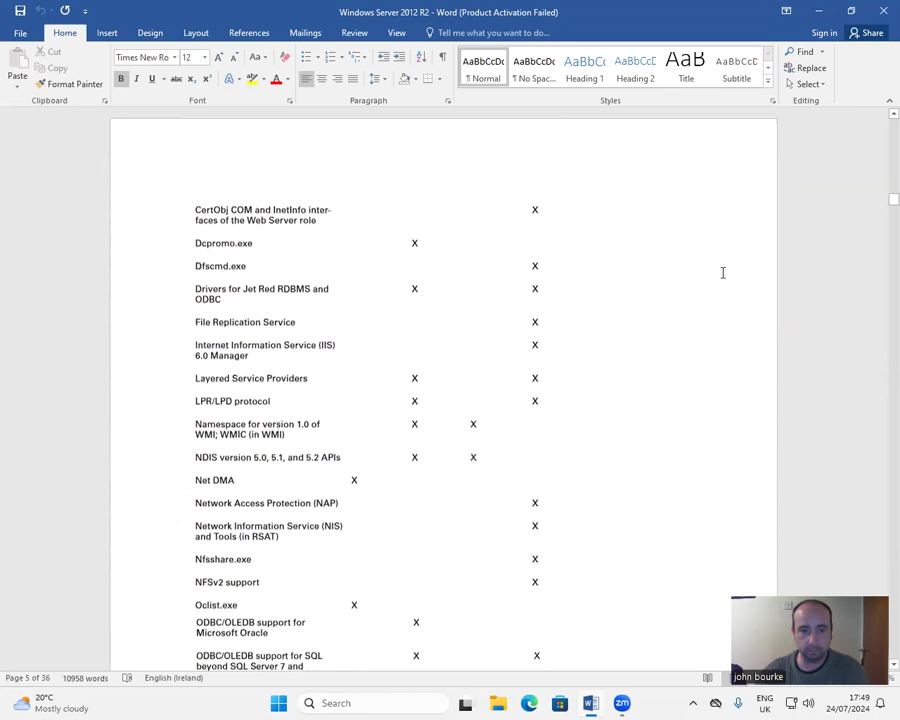 Windows Server 2012 R2 - Word (Product Activation Failed)
File Home Insert Design Layout References Mailings Review View Tell me what you want to do... Sign in Share
Paste
Cut
Copy
Format Painter
Clipboard
Times New Ro 12 Aa
B I U abc X2 X2 A A
Font
Paragraph
AaBbCcDc AaBbCcDc AaBbCc AaBbCcD AaB AaBbCcD
¶ Normal ¶ No Spac... Heading 1 Heading 2 Title Subtitle
Styles
Find
Replace
Select
Editing
CertObj COM and InetInfo inter- X
faces of the Web Server role
Dcpromo.exe X
Dfscmd.exe X
Drivers for Jet Red RDBMS and X X
ODBC
File Replication Service X
Internet Information Service (IIS) X
6.0 Manager
Layered Service Providers X X
LPR/LPD protocol X X
Namespace for version 1.0 of X X
WMI; WMIC (in WMI)
NDIS version 5.0, 5.1, and 5.2 APIs X X
Net DMA X
Network Access Protection (NAP) X
Network Information Service (NIS) X
and Tools (in RSAT)
Nfsshare.exe X
NFSv2 support X
Oclist.exe X
ODBC/OLEDB support for X
Microsoft Oracle
ODBC/OLEDB support for SQL X X
beyond SQL Server 7 and
john bourke
Page 5 of 36 10958 words English (Ireland)
20°C
Mostly cloudy
Search
zm
ENG
UK
17:49
24/07/2024